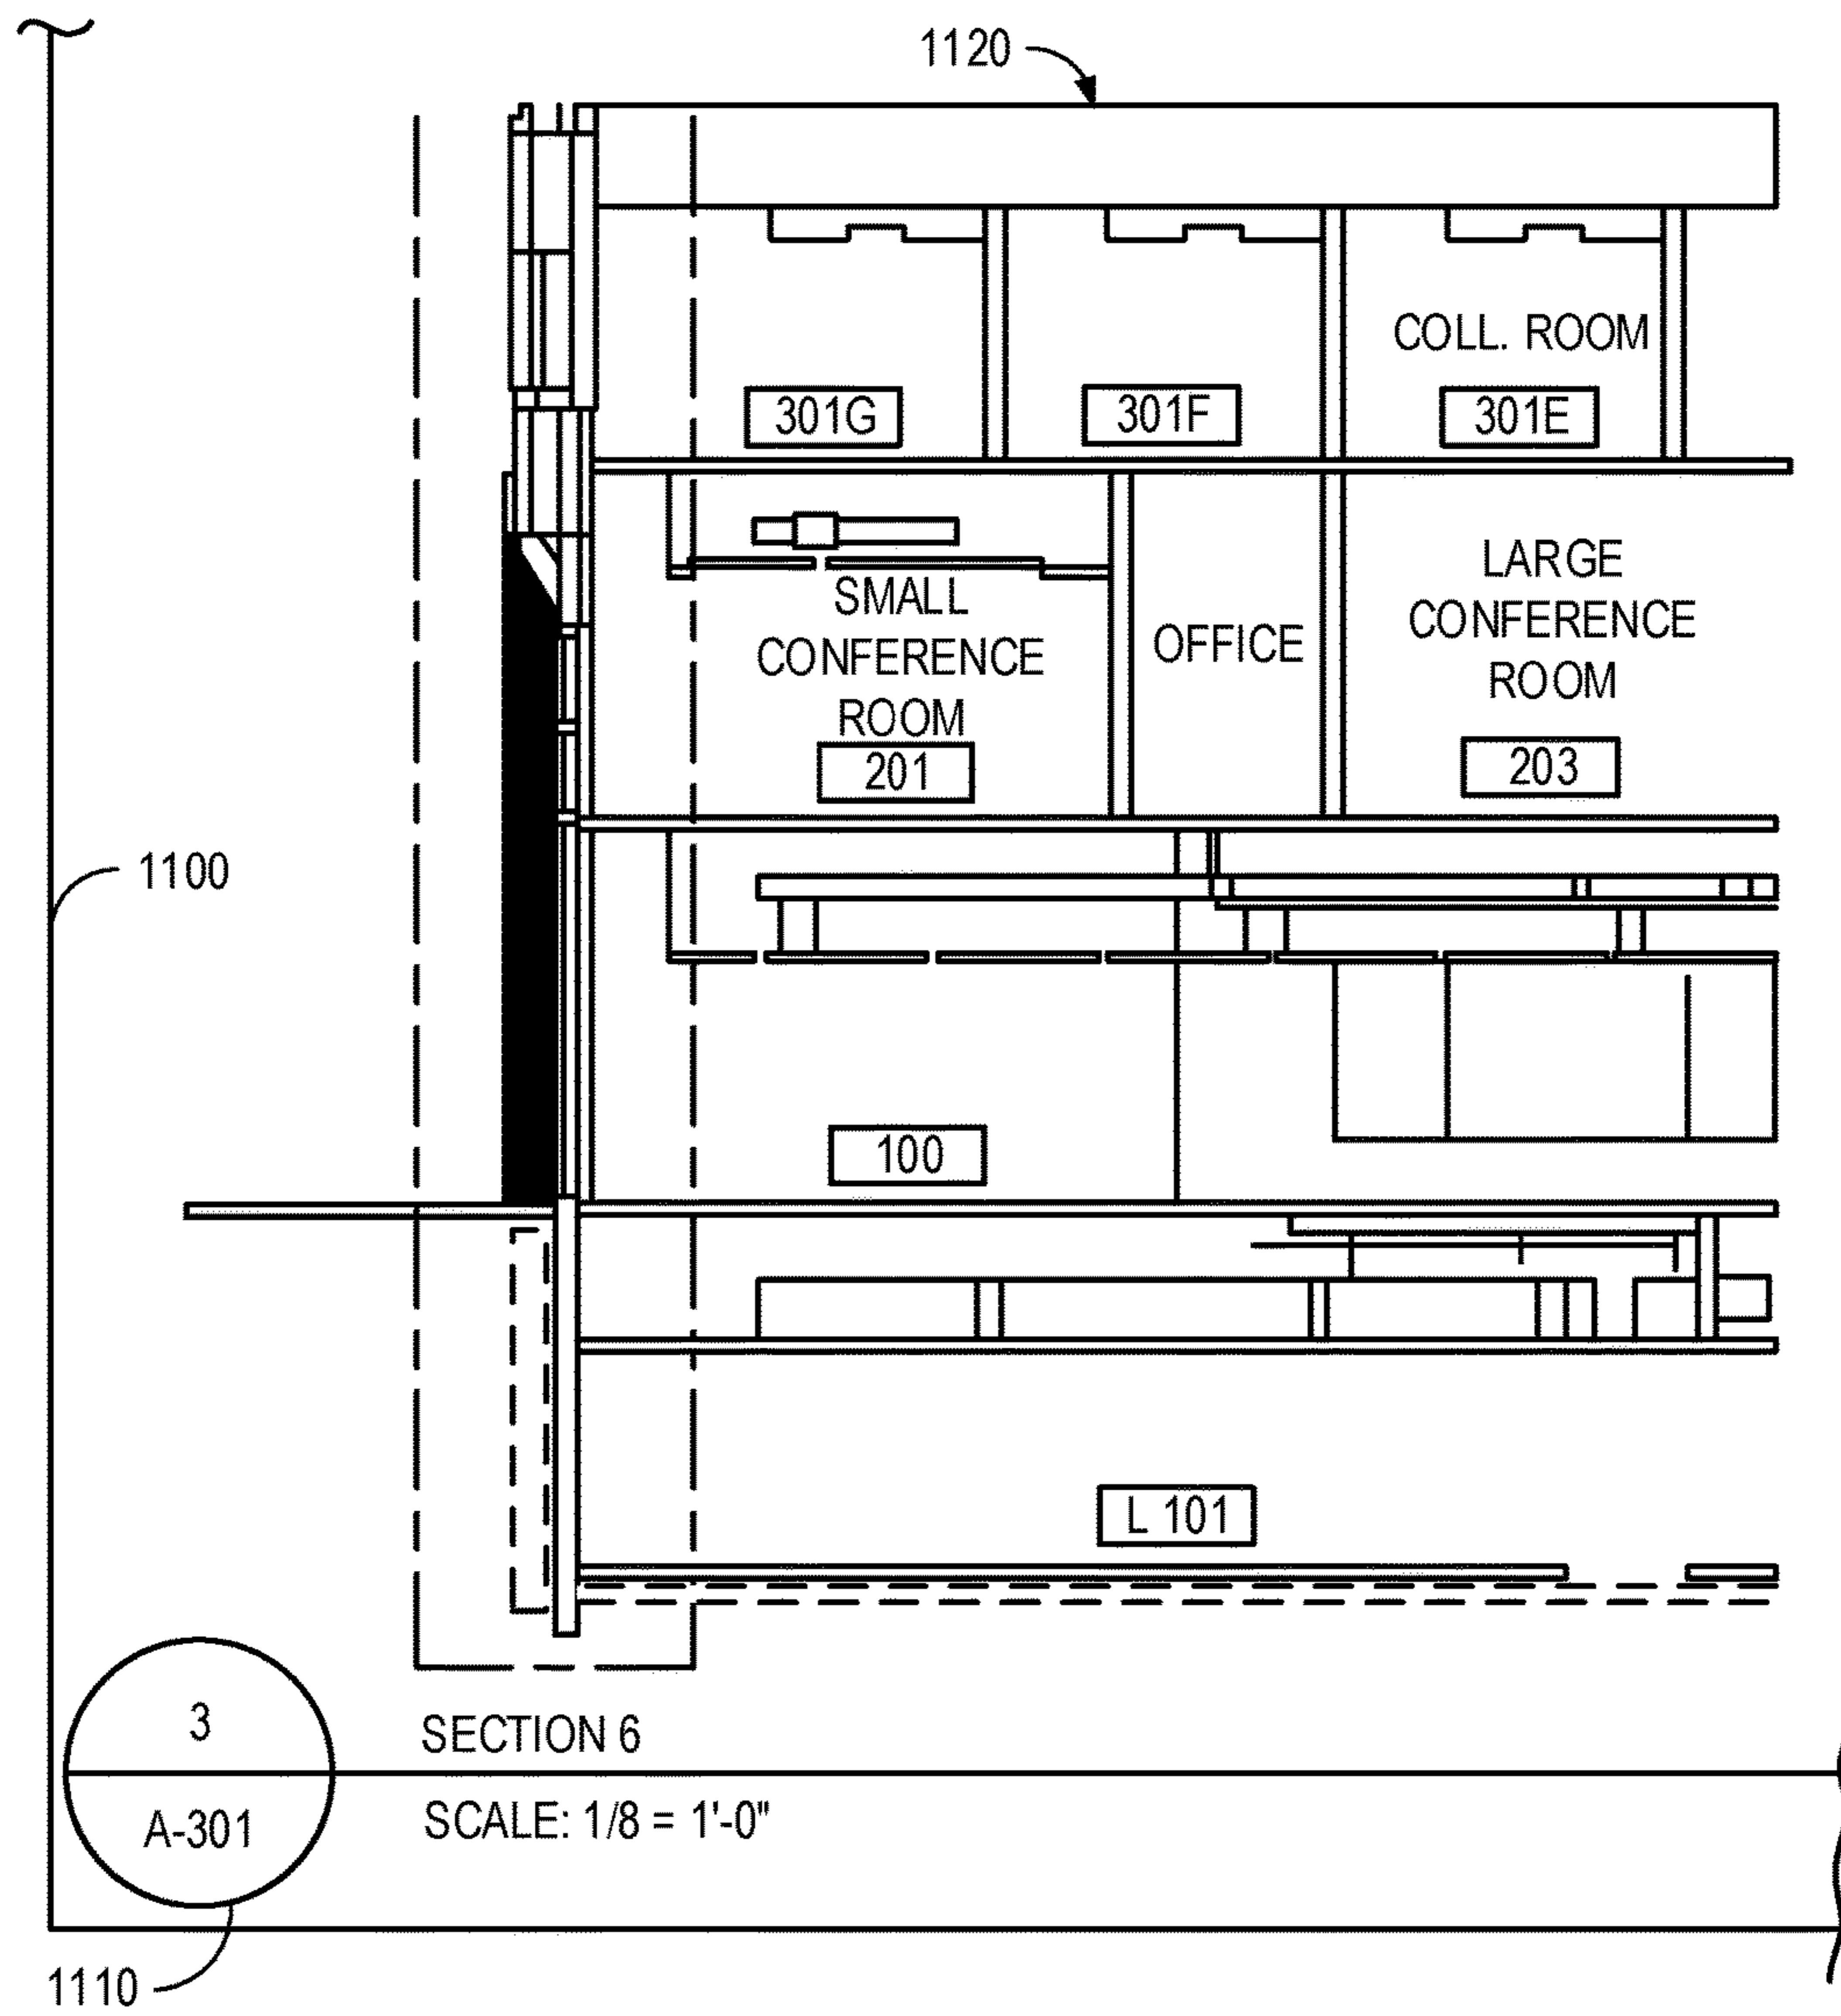 1120
COLL. ROOM
301G
301F
301E
SMALL
CONFERENCE
ROOM
201
OFFICE
LARGE
CONFERENCE
ROOM
203
1100
100
L 101
3
A-301
SECTION 6
SCALE: 1/8 = 1'-0"
1110